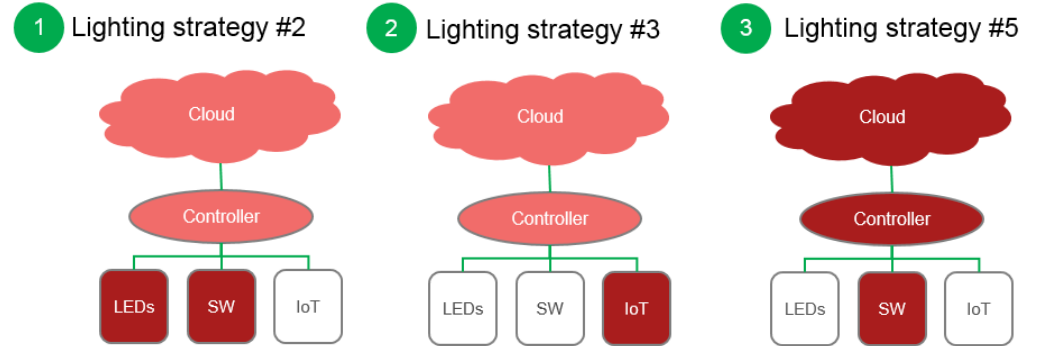 1 Lighting strategy #2
Cloud
Controller
LEDs SW IoT
2 Lighting strategy #3
Cloud
Controller
LEDs SW IoT
3 Lighting strategy #5
Cloud
Controller
LEDs SW IoT